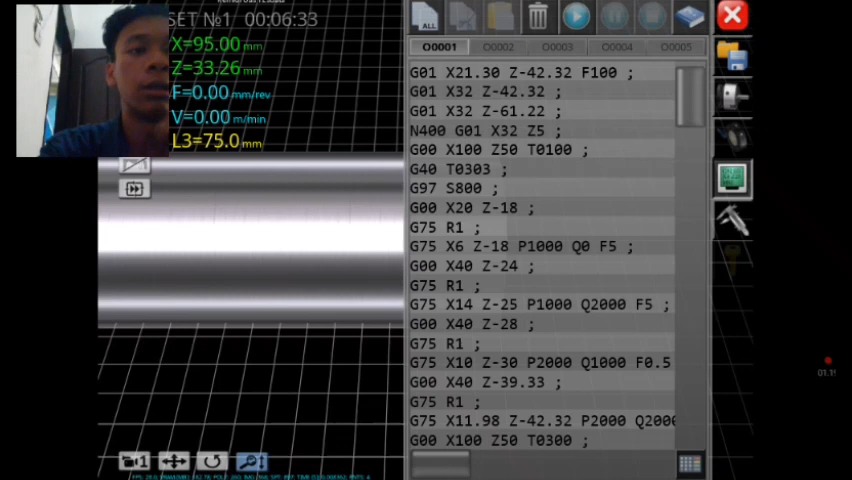 SET №1 00:06:33
X=95.00 mm
Z=33.26 mm
F=0.00 mm/rev
V=0.00 m/min
L3=75.0 mm
ALL
O0001 O0002 O0003 O0004 O0005
G01 X21.30 Z-42.32 F100 ;
G01 X32 Z-42.32 ;
G01 X32 Z-61.22 ;
N400 G01 X32 Z5 ;
G00 X100 Z50 T0100 ;
G40 T0303 ;
G97 S800 ;
G00 X20 Z-18 ;
G75 R1 ;
G75 X6 Z-18 P1000 Q0 F5 ;
G00 X40 Z-24 ;
G75 R1 ;
G75 X14 Z-25 P1000 Q2000 F5 ;
G00 X40 Z-28 ;
G75 R1 ;
G75 X10 Z-30 P2000 Q1000 F0.5
G00 X40 Z-39.33 ;
G75 R1 ;
G75 X11.98 Z-42.32 P2000 Q2000
G00 X100 Z50 T0300 ;
1